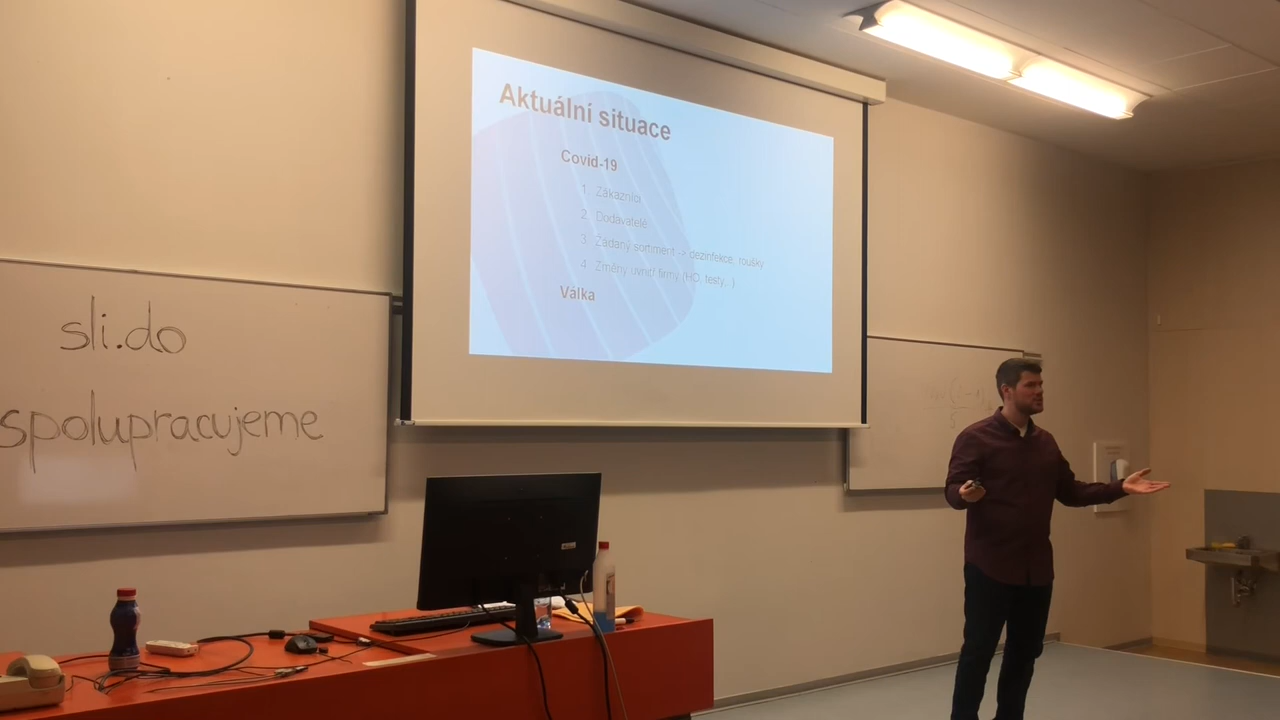 Aktuální situace
Covid-19
1. Zákazníci
2. Dodavatelé
3. Žádaný sortiment -> dezinfekce, roušky
4. Změny uvnitř firmy (HO, testy..)
Válka
sli.do
spolupracujeme